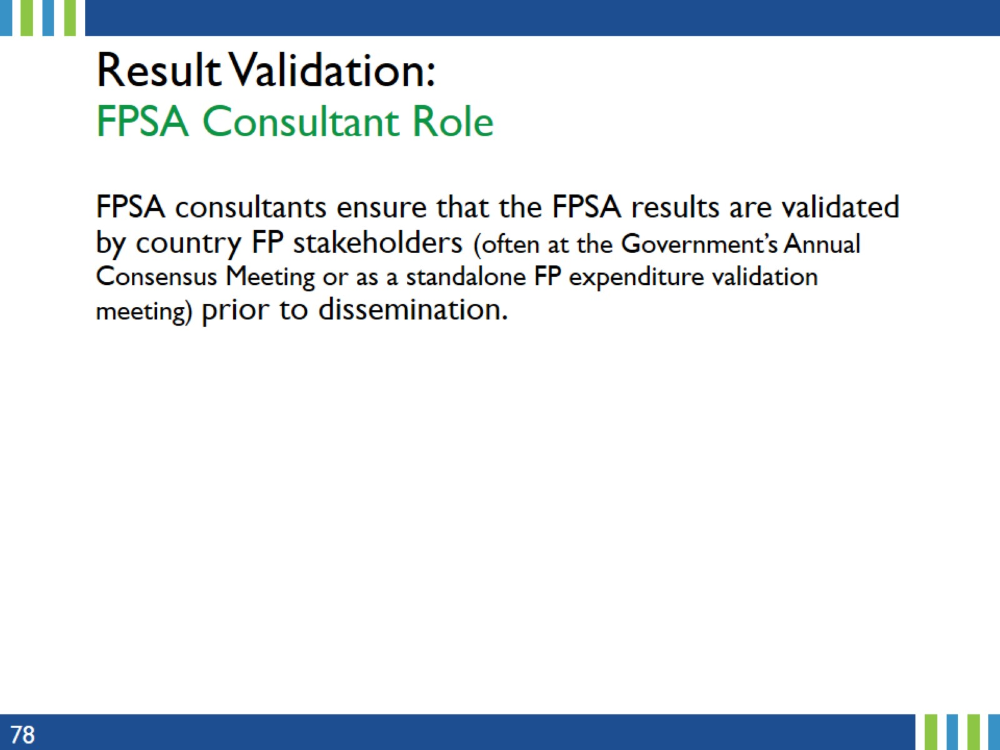 Result Validation:
FPSA Consultant Role
FPSA consultants ensure that the FPSA results are validated
by country FP stakeholders (often at the Government’s Annual
Consensus Meeting or as a standalone FP expenditure validation
meeting) prior to dissemination.
78